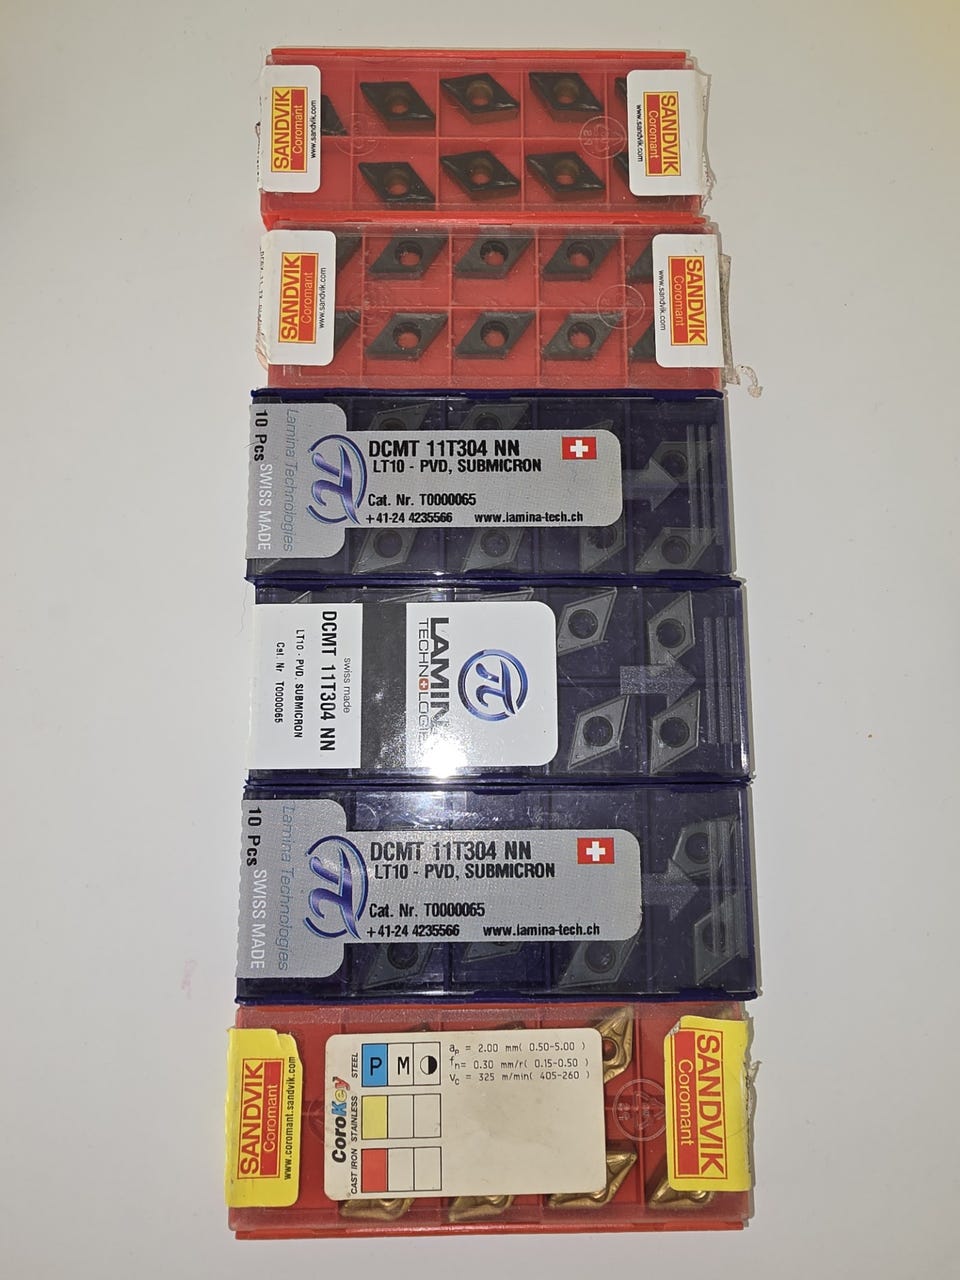 SANDVIK
Coromant
www.sandvik.com
SANDVIK
Coromant
www.sandvik.com
SANDVIK
Coromant
www.sandvik.com
SANDVIK
Coromant
www.sandvik.com
10 Pcs SWISS MADE
Lamina Technologies
DCMT 11T304 NN
LT10 - PVD, SUBMICRON
Cat. Nr. T0000065
+41-24 4235566 www.lamina-tech.ch
swiss made
DCMT 11T304 NN
LT10 - PVD, SUBMICRON
Cat. Nr T0000065
LAMIN
TECHNOLOGIE
10 Pcs SWISS MADE
Lamina Technologies
DCMT 11T304 NN
LT10 - PVD, SUBMICRON
Cat. Nr. T0000065
+41-24 4235566 www.lamina-tech.ch
SANDVIK
Coromant
www.coromant.sandvik.com
CoroKey
STEEL
STAINLESS
CAST IRON
P M
ap = 2.00 mm( 0.50-5.00 )
fn= 0.30 mm/r( 0.15-0.50 )
vc = 325 m/min( 405-260 )
SANDVIK
Coromant